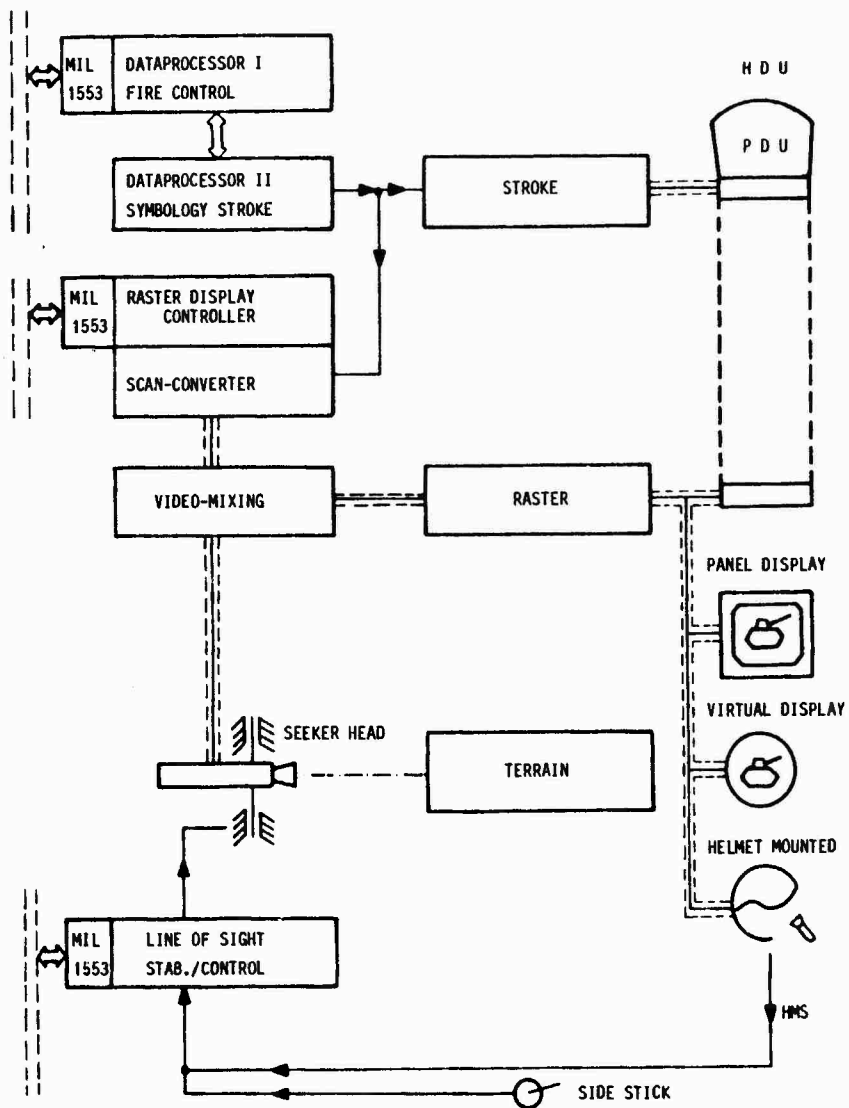 MIL
1553
DATAPROCESSOR I
FIRE CONTROL
H D U
P D U
DATAPROCESSOR II
SYMBOLOGY STROKE
STROKE
MIL
1553
RASTER DISPLAY
CONTROLLER
SCAN-CONVERTER
VIDEO-MIXING
RASTER
PANEL DISPLAY
VIRTUAL DISPLAY
SEEKER HEAD
TERRAIN
HELMET MOUNTED
MIL
1553
LINE OF SIGHT
STAB./CONTROL
HMS
SIDE STICK